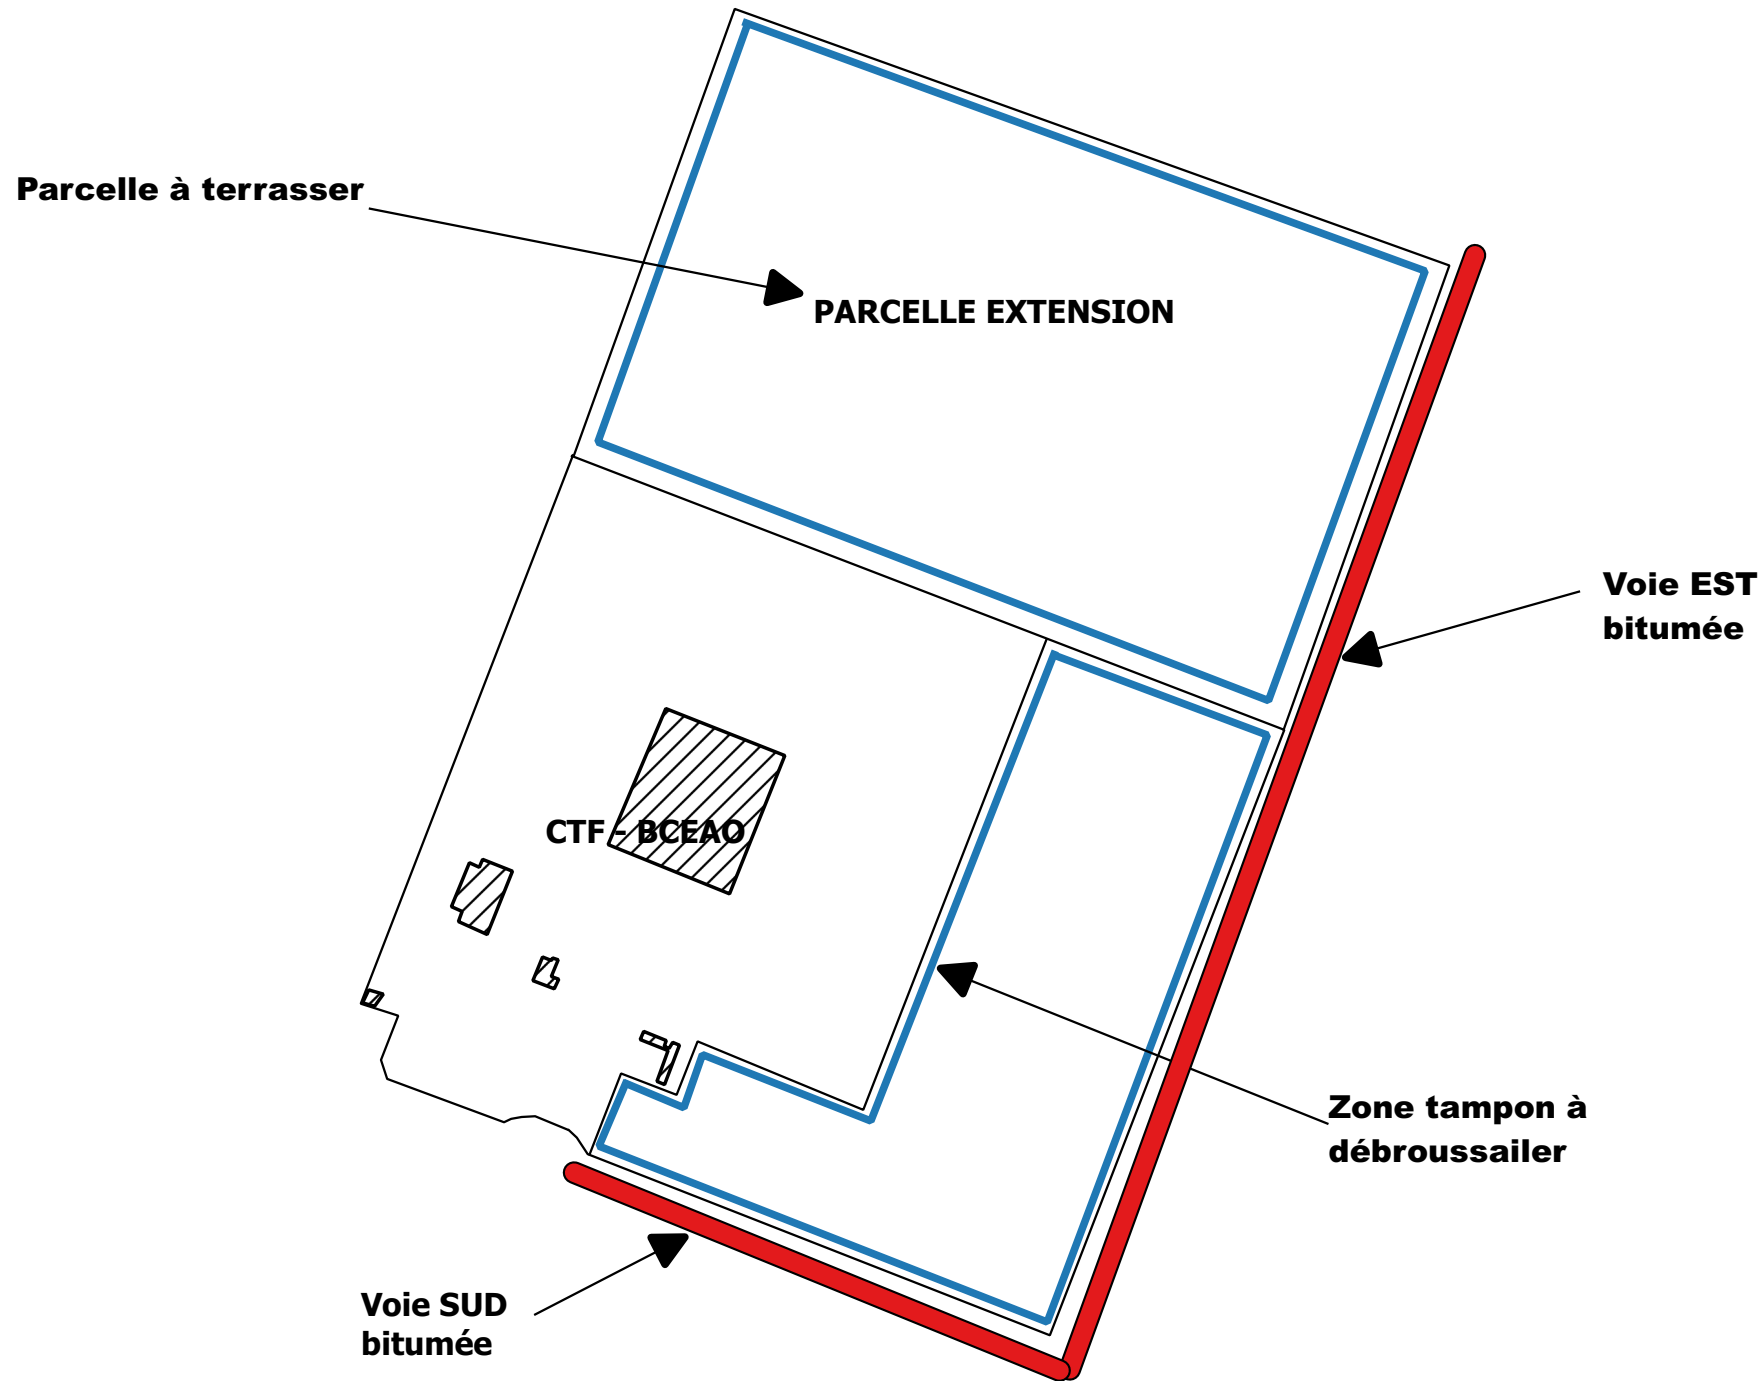 Parcelle à terrasser
PARCELLE EXTENSION
Voie EST
bitumée
CTF - BCEAO
Zone tampon à
débroussailer
Voie SUD
bitumée